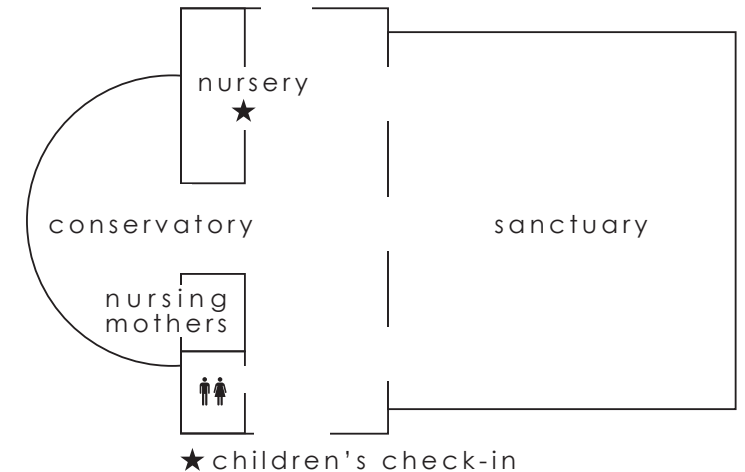 nursery
conservatory
sanctuary
nursing
mothers
children's check-in